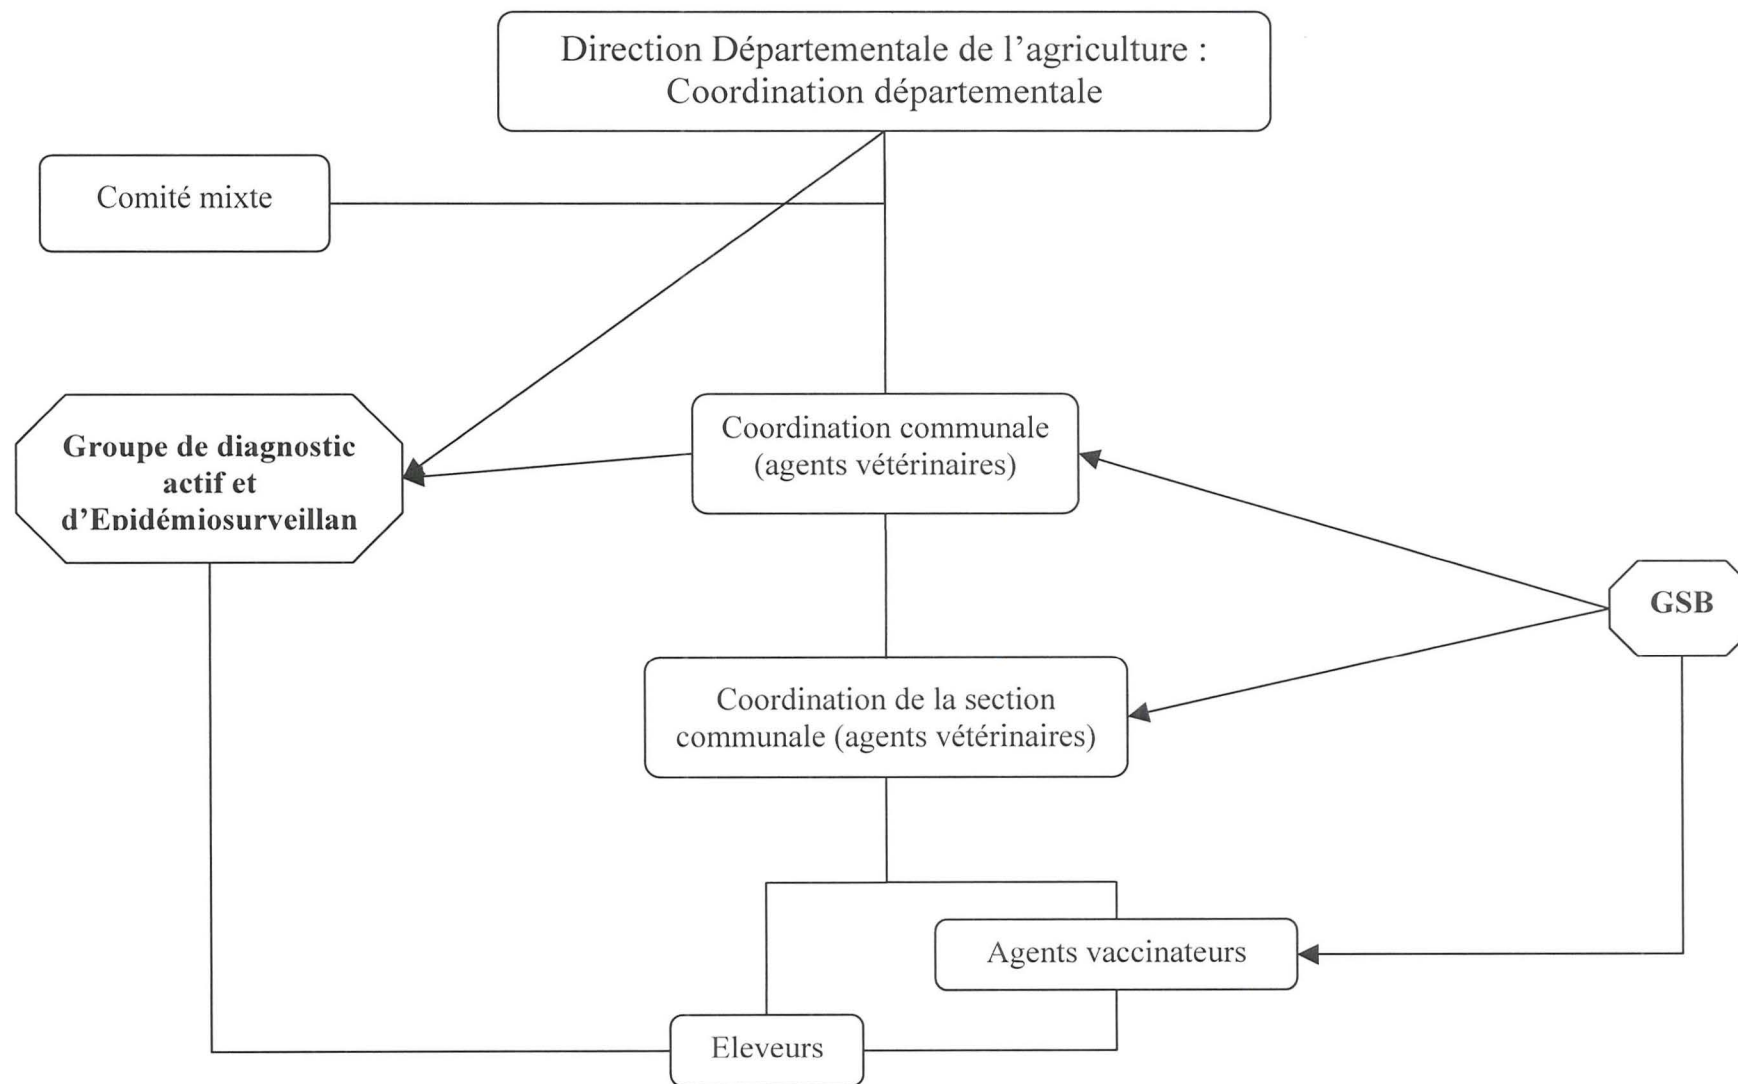 Direction Départementale de l’agriculture :
Coordination départementale
Comité mixte
Groupe de diagnostic
actif et
d’Epidémiosurveillan
Coordination communale
(agents vétérinaires)
GSB
Coordination de la section
communale (agents vétérinaires)
Agents vaccinateurs
Eleveurs